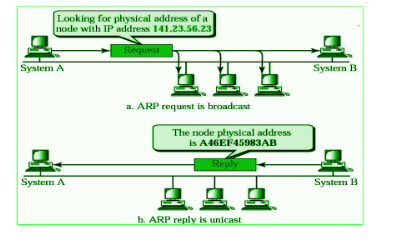 Looking for physical address of a
node with IP address 141.23.56.23
Request
System A
System B
a. ARP request is broadcast
The node physical address
is A46EF45983AB
Reply
System A
System B
b. ARP reply is unicast